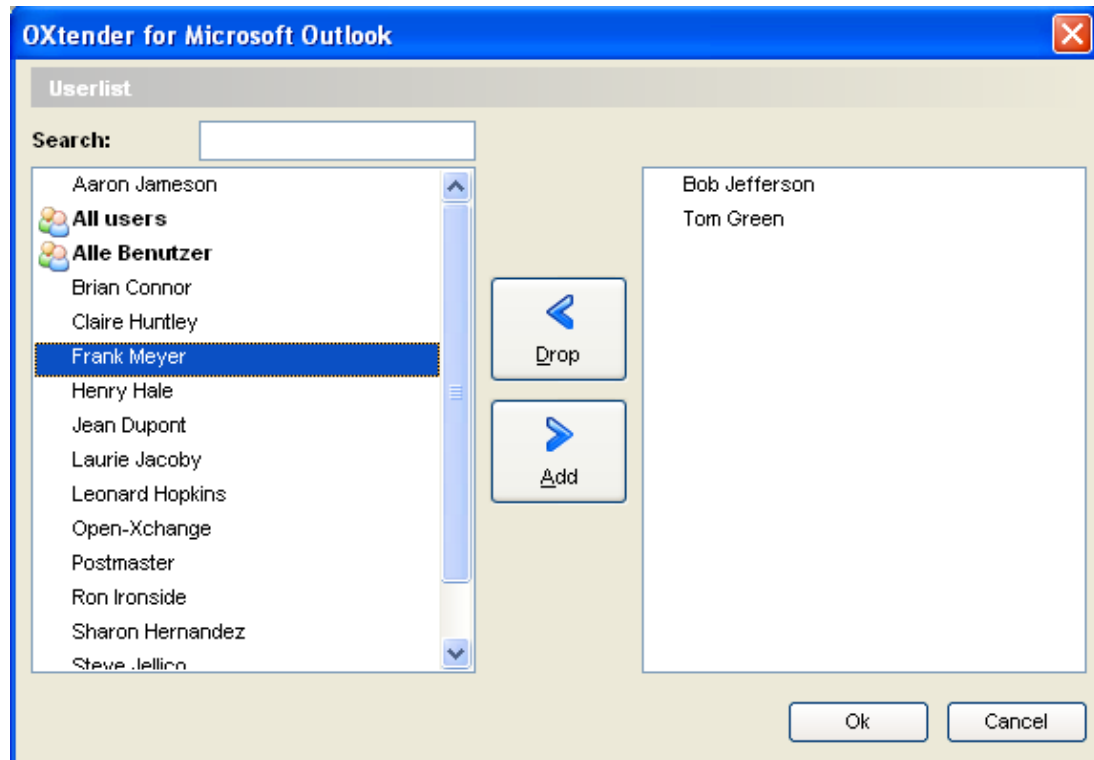 OXtender for Microsoft Outlook
Userlist
Search:
Aaron Jameson
All users
Alle Benutzer
Brian Connor
Claire Huntley
Frank Meyer
Henry Hale
Jean Dupont
Laurie Jacoby
Leonard Hopkins
Open-Xchange
Postmaster
Ron Ironside
Sharon Hernandez
Steve Jellico
Drop
Add
Bob Jefferson
Tom Green
Ok
Cancel